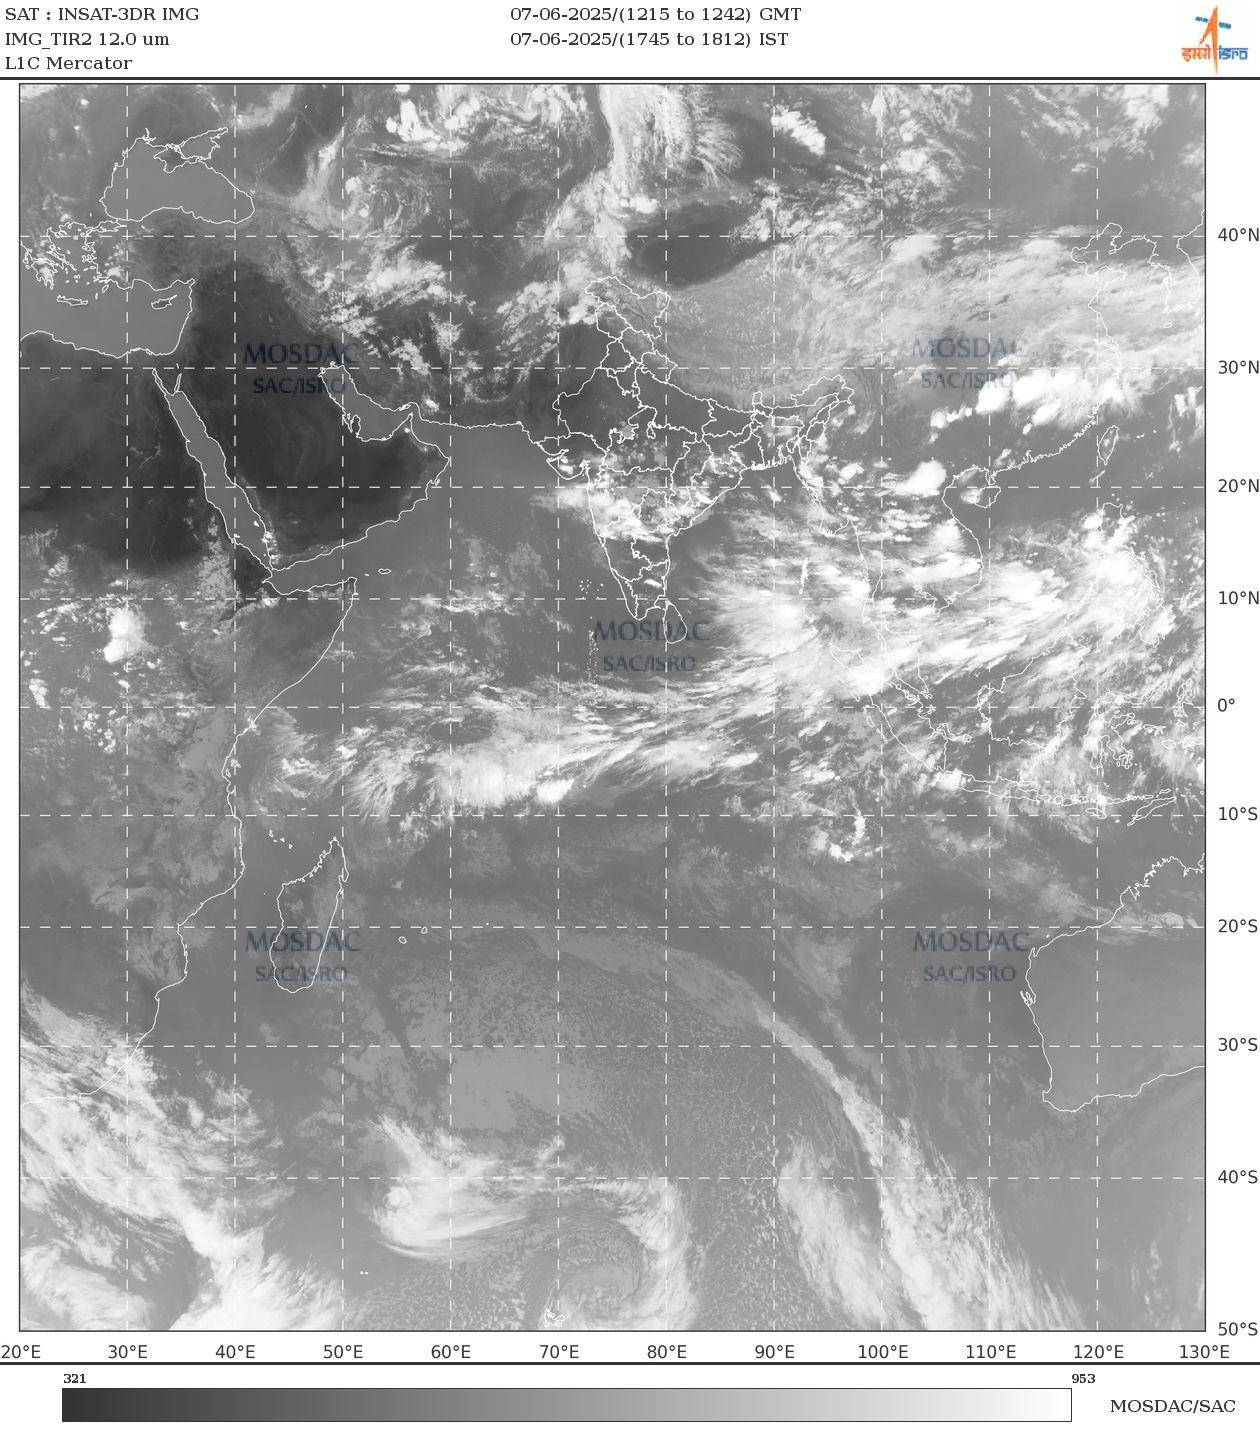 SAT : INSAT-3DR IMG
07-06-2025/(1215 to 1242) GMT
IMG_TIR2 12.0 um
07-06-2025/(1745 to 1812) IST
L1C Mercator
इसरो isro
40°N
MOSDAC
SAC/ISRO
MOSDAC
SAC/ISRO
30°N
20°N
10°N
MOSDAC
SAC/ISRO
0°
10°S
20°S
MOSDAC
SAC/ISRO
MOSDAC
SAC/ISRO
30°S
40°S
50°S
20°E 30°E 40°E 50°E 60°E 70°E 80°E 90°E 100°E 110°E 120°E 130°E
321
953
MOSDAC/SAC